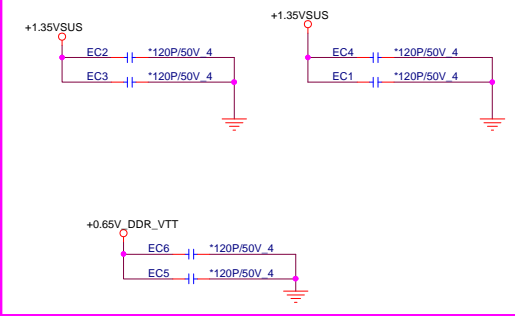 +1.35VSUS
EC2 *120P/50V_4
EC3 *120P/50V_4
+1.35VSUS
EC4 *120P/50V_4
EC1 *120P/50V_4
+0.65V_DDR_VTT
EC6 *120P/50V_4
EC5 *120P/50V_4